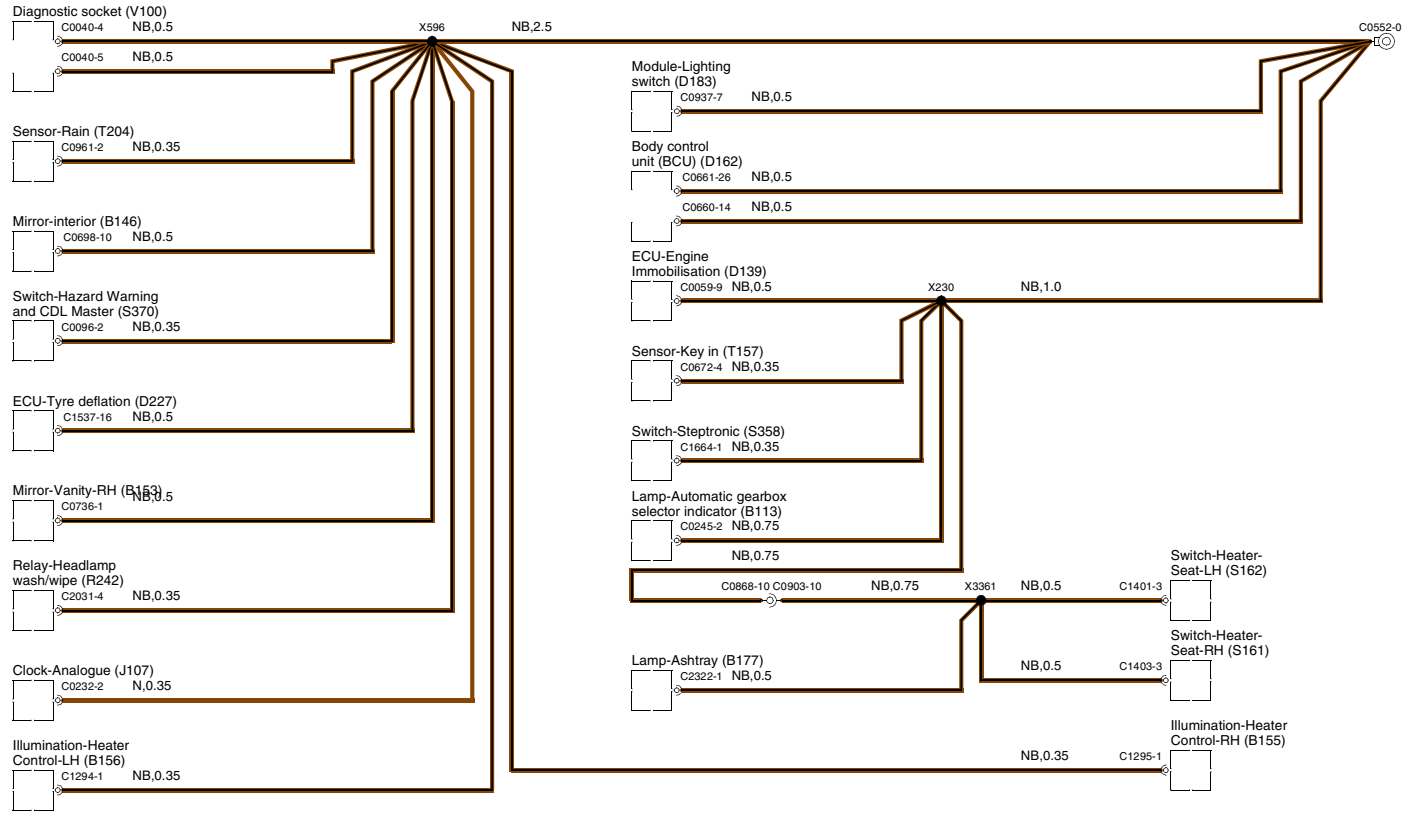 Diagnostic socket (V100)
C0040-4 NB,0.5
X596
NB,2.5
C0552-0
C0040-5 NB,0.5
Sensor-Rain (T204)
C0961-2 NB,0.35
Mirror-interior (B146)
C0698-10 NB,0.5
Switch-Hazard Warning
and CDL Master (S370)
C0096-2 NB,0.35
ECU-Tyre deflation (D227)
C1537-16 NB,0.5
Mirror-Vanity-RH (B153)
NB,0.5
C0736-1
Relay-Headlamp
wash/wipe (R242)
C2031-4 NB,0.35
Clock-Analogue (J107)
C0232-2 N,0.35
Illumination-Heater
Control-LH (B156)
C1294-1 NB,0.35
Module-Lighting
switch (D183)
C0937-7 NB,0.5
Body control
unit (BCU) (D162)
C0661-26 NB,0.5
C0660-14 NB,0.5
ECU-Engine
Immobilisation (D139)
C0059-9 NB,0.5
X230
NB,1.0
Sensor-Key in (T157)
C0672-4 NB,0.35
Switch-Steptronic (S358)
C1664-1 NB,0.35
Lamp-Automatic gearbox
selector indicator (B113)
C0245-2 NB,0.75
NB,0.75
C0868-10 C0903-10 NB,0.75
X3361
NB,0.5
C1401-3
Switch-Heater-
Seat-LH (S162)
Switch-Heater-
Seat-RH (S161)
NB,0.5
C1403-3
Lamp-Ashtray (B177)
C2322-1 NB,0.5
Illumination-Heater
Control-RH (B155)
NB,0.35
C1295-1